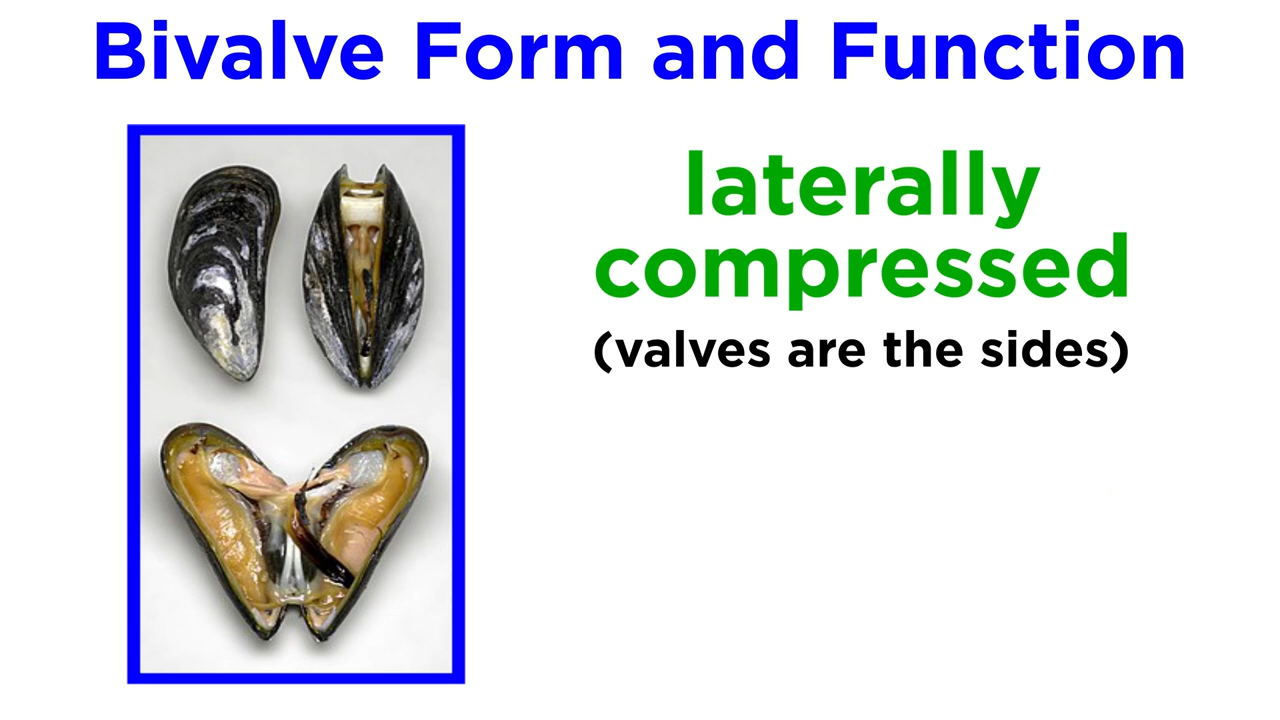 Bivalve Form and Function
laterally
compressed
(valves are the sides)